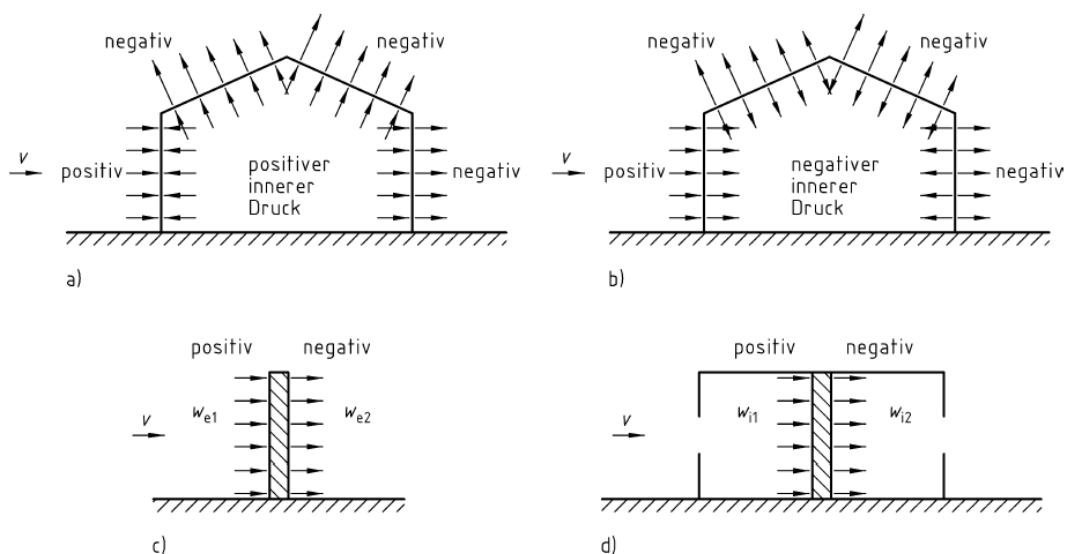 negativ
negativ
v
positiv
positiver
innerer
Druck
negativ
a)
negativ
negativ
v
positiv
negativer
innerer
Druck
negativ
b)
positiv negativ
v
we1
we2
c)
positiv negativ
v
wi1
wi2
d)